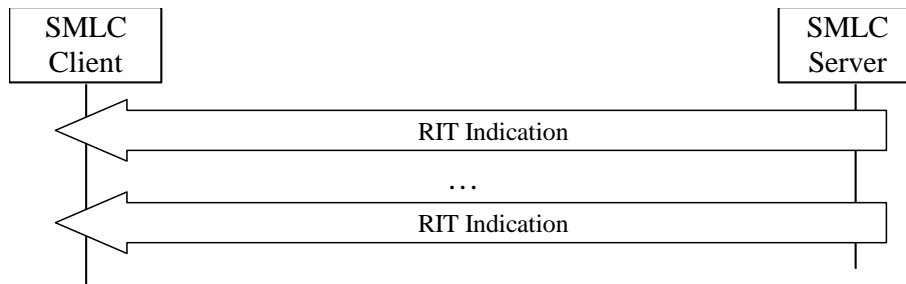 SMLC
Client
SMLC
Server
RIT Indication
…
RIT Indication